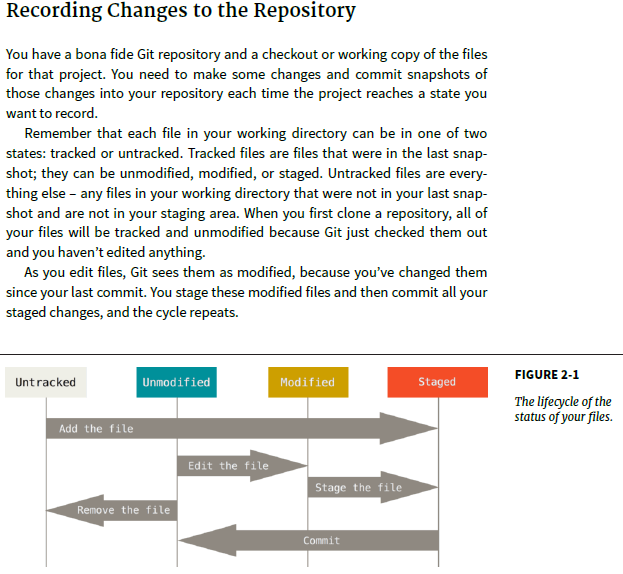 Recording Changes to the Repository
You have a bona fide Git repository and a checkout or working copy of the files
for that project. You need to make some changes and commit snapshots of
those changes into your repository each time the project reaches a state you
want to record.
Remember that each file in your working directory can be in one of two
states: tracked or untracked. Tracked files are files that were in the last snap-
shot; they can be unmodified, modified, or staged. Untracked files are every-
thing else – any files in your working directory that were not in your last snap-
shot and are not in your staging area. When you first clone a repository, all of
your files will be tracked and unmodified because Git just checked them out
and you haven’t edited anything.
As you edit files, Git sees them as modified, because you’ve changed them
since your last commit. You stage these modified files and then commit all your
staged changes, and the cycle repeats.
Untracked Unmodified Modified Staged
Add the file
Edit the file
Stage the file
Remove the file
Commit
FIGURE 2-1
The lifecycle of the
status of your files.